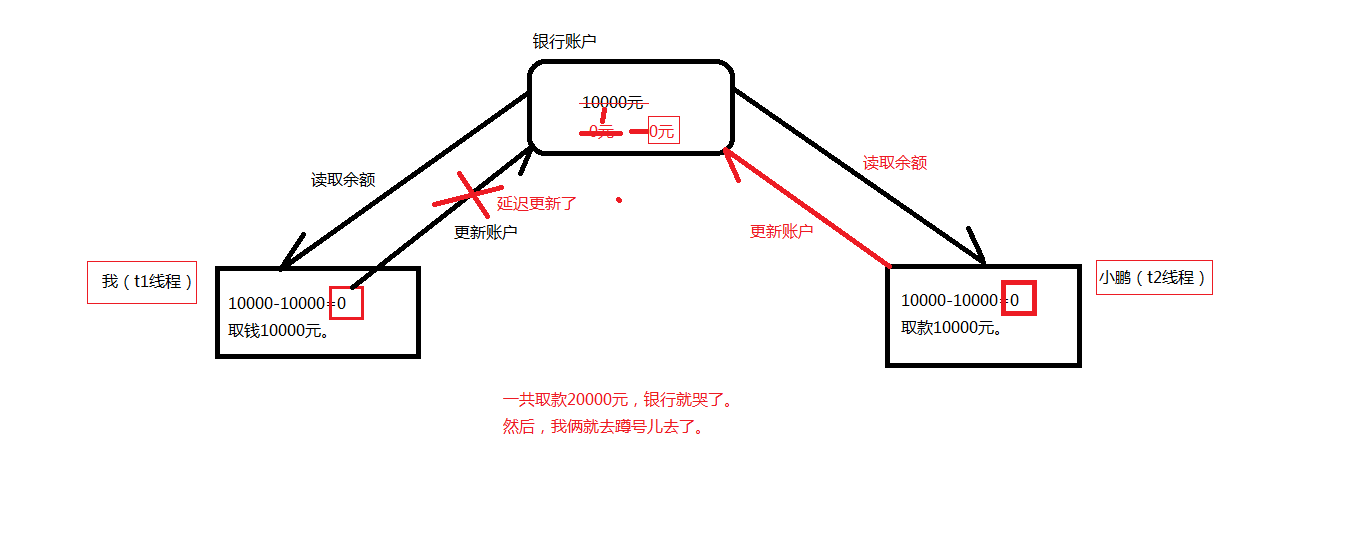 银行账户
10000元
0元
0元
读取余额
读取余额
延迟更新了
更新账户
更新账户
我（t1线程）
小鹏（t2线程）
10000-10000=0
取钱10000元。
10000-10000=0
取款10000元。
一共取款20000元，银行就哭了。
然后，我俩就去蹲号儿去了。